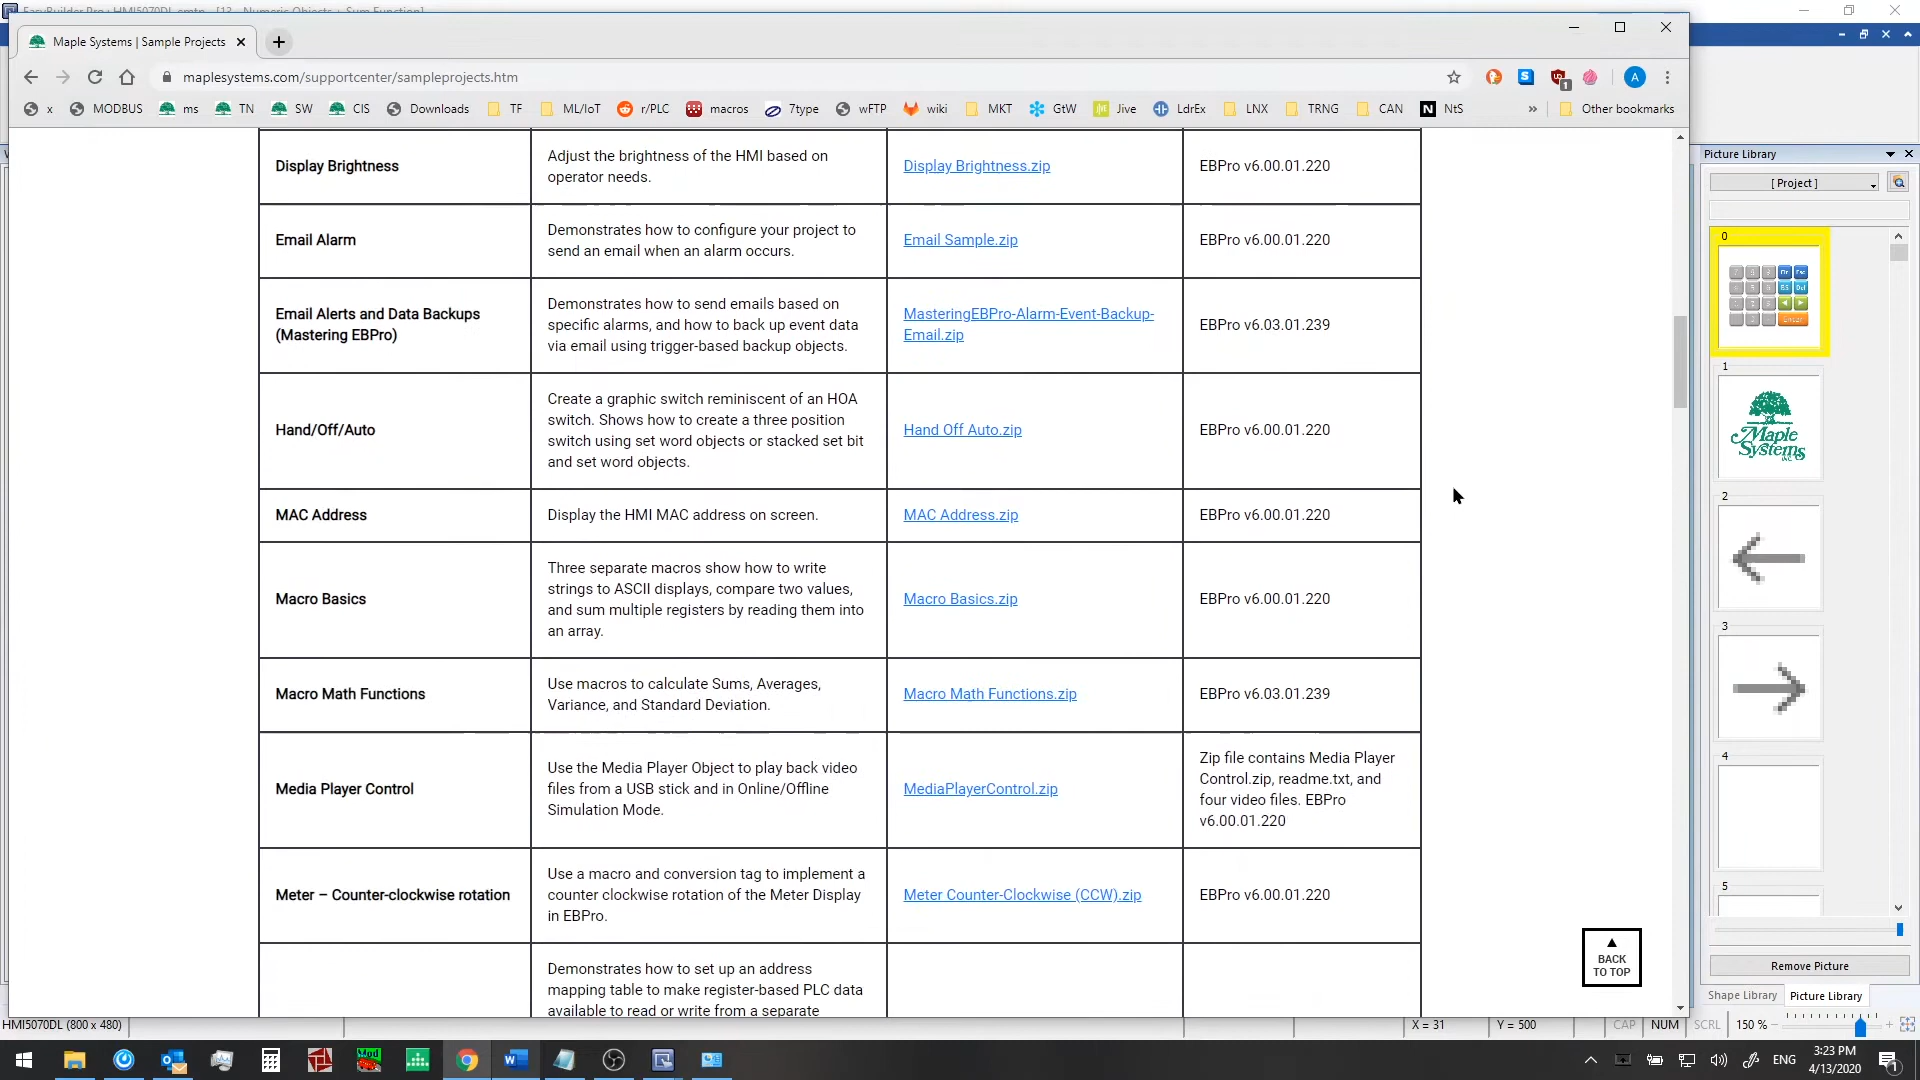 EasyBuilder Pro : HMI5070DL.cmtp - [13 - Numeric Objects + Sum Function]
Maple Systems | Sample Projects
maplesystems.com/supportcenter/sampleprojects.htm
1
A
x MODBUS ms TN SW CIS Downloads TF ML/IoT r/PLC macros 7type wFTP wiki MKT GtW Jive LdrEx LNX TRNG CAN NtS » Other bookmarks
Display Brightness
Adjust the brightness of the HMI based on
operator needs.
Display Brightness.zip
EBPro v6.00.01.220
Email Alarm
Demonstrates how to configure your project to
send an email when an alarm occurs.
Email Sample.zip
EBPro v6.00.01.220
Email Alerts and Data Backups
(Mastering EBPro)
Demonstrates how to send emails based on
specific alarms, and how to back up event data
via email using trigger-based backup objects.
MasteringEBPro-Alarm-Event-Backup-
Email.zip
EBPro v6.03.01.239
Hand/Off/Auto
Create a graphic switch reminiscent of an HOA
switch. Shows how to create a three position
switch using set word objects or stacked set bit
and set word objects.
Hand Off Auto.zip
EBPro v6.00.01.220
MAC Address
Display the HMI MAC address on screen.
MAC Address.zip
EBPro v6.00.01.220
Macro Basics
Three separate macros show how to write
strings to ASCII displays, compare two values,
and sum multiple registers by reading them into
an array.
Macro Basics.zip
EBPro v6.00.01.220
Macro Math Functions
Use macros to calculate Sums, Averages,
Variance, and Standard Deviation.
Macro Math Functions.zip
EBPro v6.03.01.239
Media Player Control
Use the Media Player Object to play back video
files from a USB stick and in Online/Offline
Simulation Mode.
MediaPlayerControl.zip
Zip file contains Media Player
Control.zip, readme.txt, and
four video files. EBPro
v6.00.01.220
Meter – Counter-clockwise rotation
Use a macro and conversion tag to implement a
counter clockwise rotation of the Meter Display
in EBPro.
Meter Counter-Clockwise (CCW).zip
EBPro v6.00.01.220
Demonstrates how to set up an address
mapping table to make register-based PLC data
available to read or write from a separate
BACK
TO TOP
Picture Library
[ Project ]
0
Enter
1
Maple
Systems
INC
2
3
4
5
Remove Picture
Shape Library Picture Library
HMI5070DL (800 x 480)
X = 31 Y = 500 CAP NUM SCRL 150 %
Mod
ENG
3:23 PM
4/13/2020
1